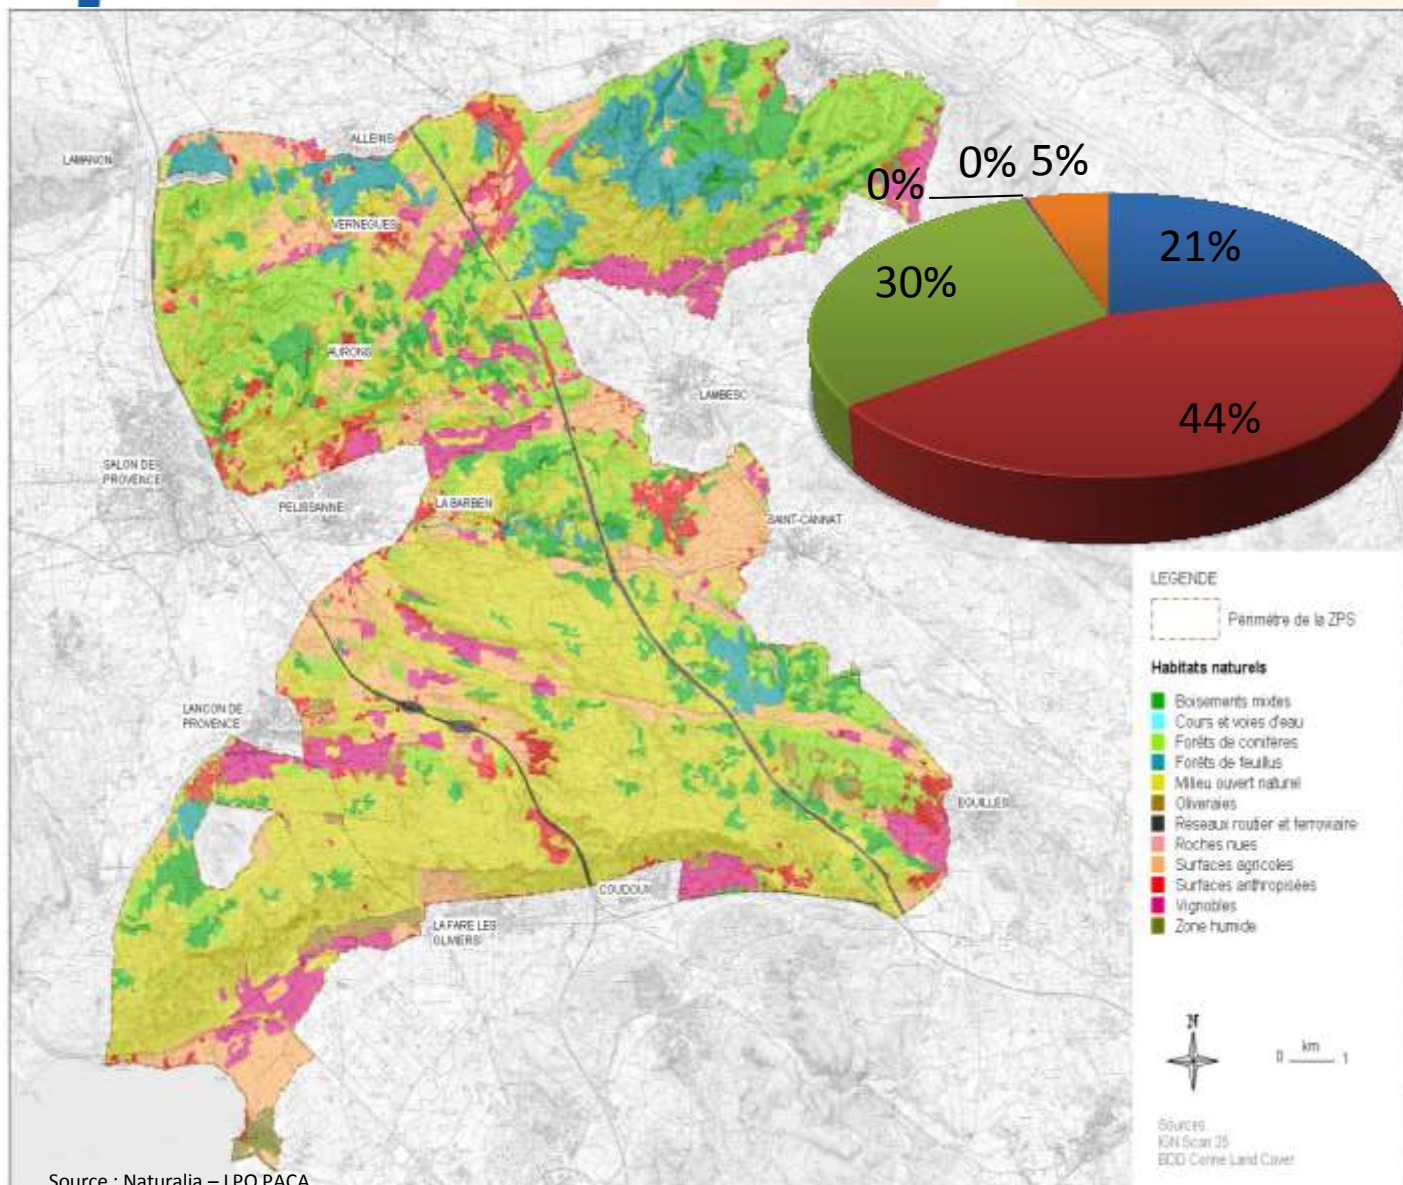 ALLEINS
LAMANON
VERNEGUES
AURONS
LAMBESC
SALON DE
PROVENCE
PELISSANNE
LA BARBEN
SAINT-CANNAT
LANCON DE
PROVENCE
EGUILLES
COUDOUX
LA FARE LES
OLIVIERS
0%
0%
5%
21%
30%
44%
LEGENDE
Périmètre de la ZPS
Habitats naturels
Boisements mixtes
Cours et voies d'eau
Forêts de conifères
Forêts de feuillus
Milieu ouvert naturel
Oliveraies
Réseaux routier et ferroviaire
Roches nues
Surfaces agricoles
Surfaces anthropisées
Vignobles
Zone humide
N
0 km 1
Sources
IGN Scan 25
BDD Corine Land Cover
Source : Naturalia – LPO PACA